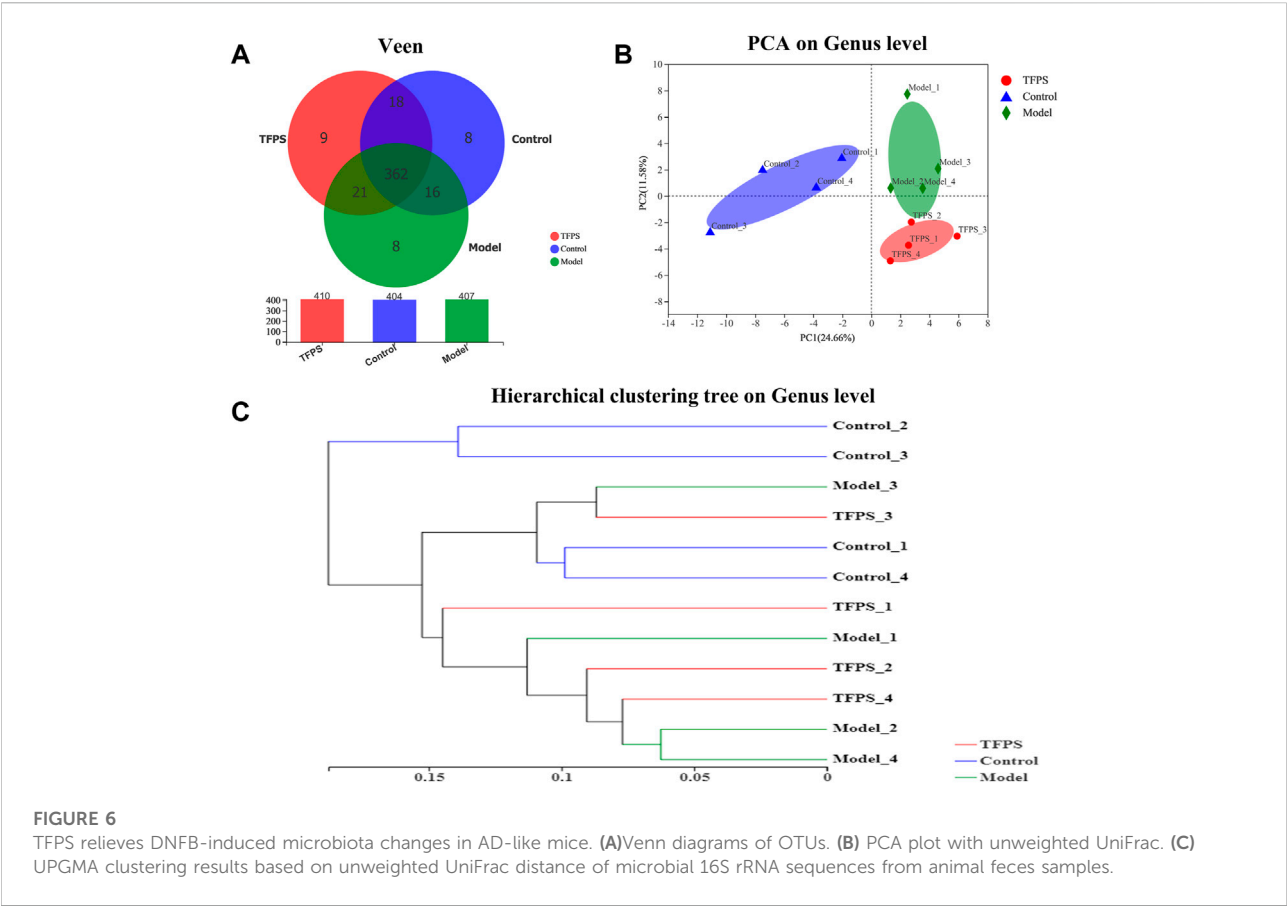 A
Veen
TFPS
Control
Model
9
18
8
362
21
16
8
TFPS
Control
Model
400
300
200
100
0
410
404
407
TFPS
Control
Model
B
PCA on Genus level
TFPS
Control
Model
10
8
6
4
2
0
-2
-4
-6
-8
PC2(11.58%)
-14
-12
-10
-8
-6
-4
-2
0
2
4
6
8
PC1(24.66%)
Model_1
Control_1
Control_2
Control_4
Control_3
Model_3
Model_2
Model_4
TFPS_2
TFPS_3
TFPS_1
TFPS_4
C
Hierarchical clustering tree on Genus level
Control_2
Control_3
Model_3
TFPS_3
Control_1
Control_4
TFPS_1
Model_1
TFPS_2
TFPS_4
Model_2
Model_4
0.15
0.1
0.05
0
TFPS
Control
Model
FIGURE 6
TFPS relieves DNFB-induced microbiota changes in AD-like mice. (A)Venn diagrams of OTUs. (B) PCA plot with unweighted UniFrac. (C)
UPGMA clustering results based on unweighted UniFrac distance of microbial 16S rRNA sequences from animal feces samples.